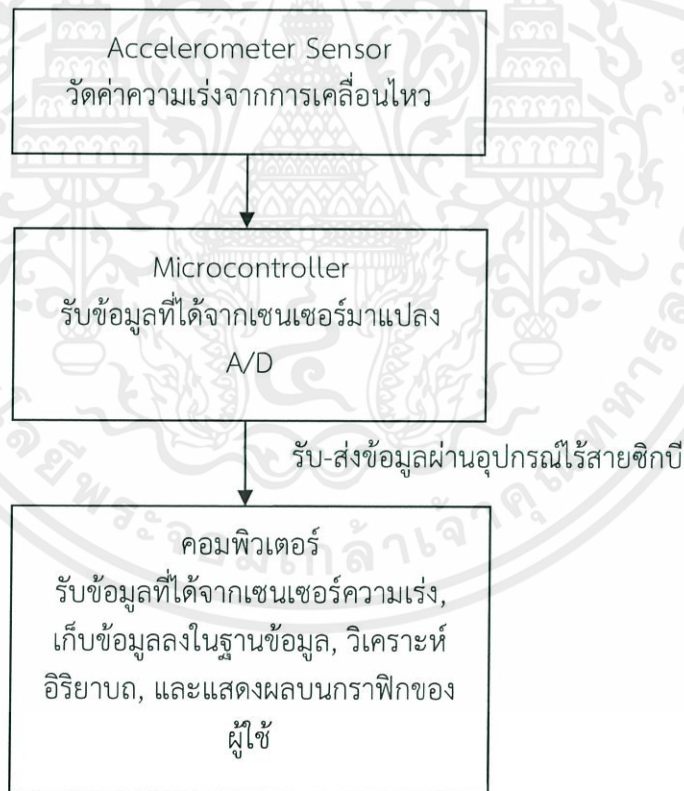 Accelerometer Sensor
วัดค่าความเร่งจากการเคลื่อนไหว
Microcontroller
รับข้อมูลที่ได้จากเซนเซอร์มาแปลง
A/D
รับ-ส่งข้อมูลผ่านอุปกรณ์ไร้สายซิกบี
คอมพิวเตอร์
รับข้อมูลที่ได้จากเซนเซอร์ความเร่ง,
เก็บข้อมูลลงในฐานข้อมูล, วิเคราะห์
อิริยาบถ, และแสดงผลบนกราฟิกของ
ผู้ใช้